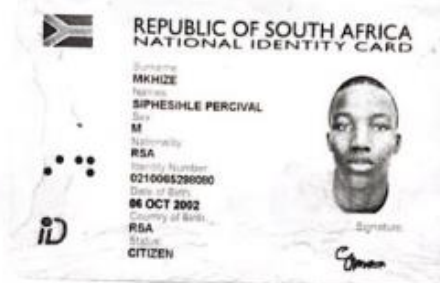 REPUBLIC OF SOUTH AFRICA
NATIONAL IDENTITY CARD
Surname
MKHIZE
Names
SIPHESIHLE PERCIVAL
Sex
M
Nationality
RSA
Identity Number
0210065298080
Date of Birth
06 OCT 2002
Country of Birth
RSA
Status
CITIZEN
Signature
iD